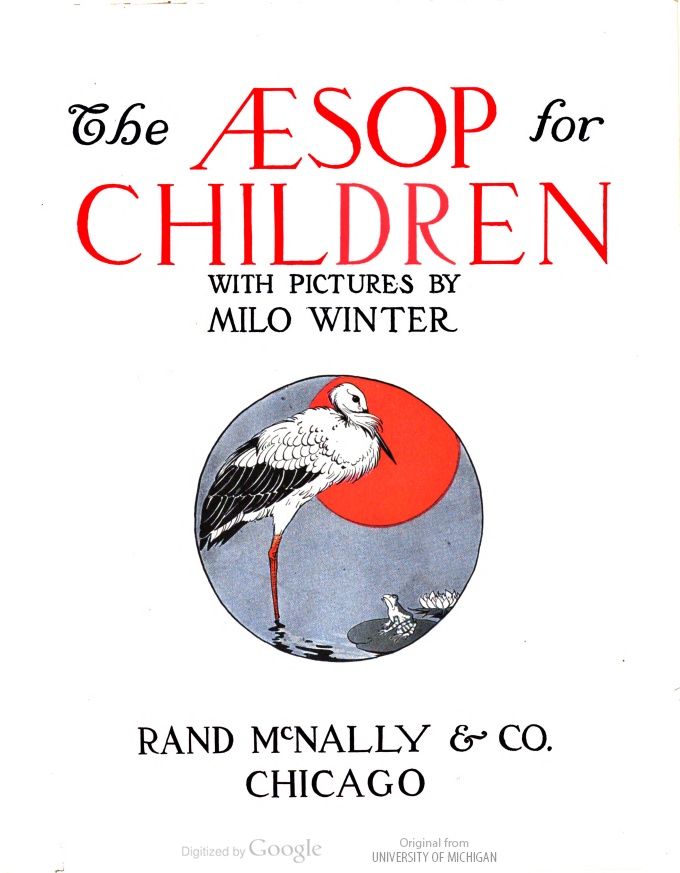 The ÆSOP for
CHILDREN
WITH PICTURES BY
MILO WINTER
RAND McNALLY & CO.
CHICAGO
Digitized by Google
Original from
UNIVERSITY OF MICHIGAN